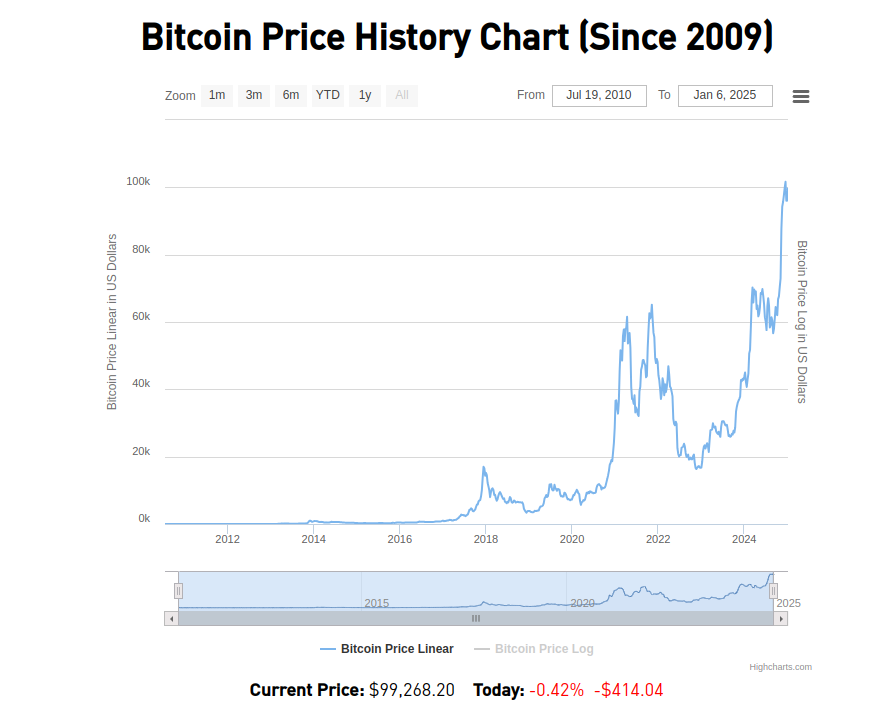 Bitcoin Price History Chart (Since 2009)
Zoom 1m 3m 6m YTD 1y All From Jul 19, 2010 To Jan 6, 2025
Bitcoin Price Linear in US Dollars
100k
80k
60k
40k
20k
0k
Bitcoin Price Log in US Dollars
2012 2014 2016 2018 2020 2022 2024
2015 2020 2025
Bitcoin Price Linear Bitcoin Price Log
Highcharts.com
Current Price: $99,268.20 Today: -0.42% -$414.04